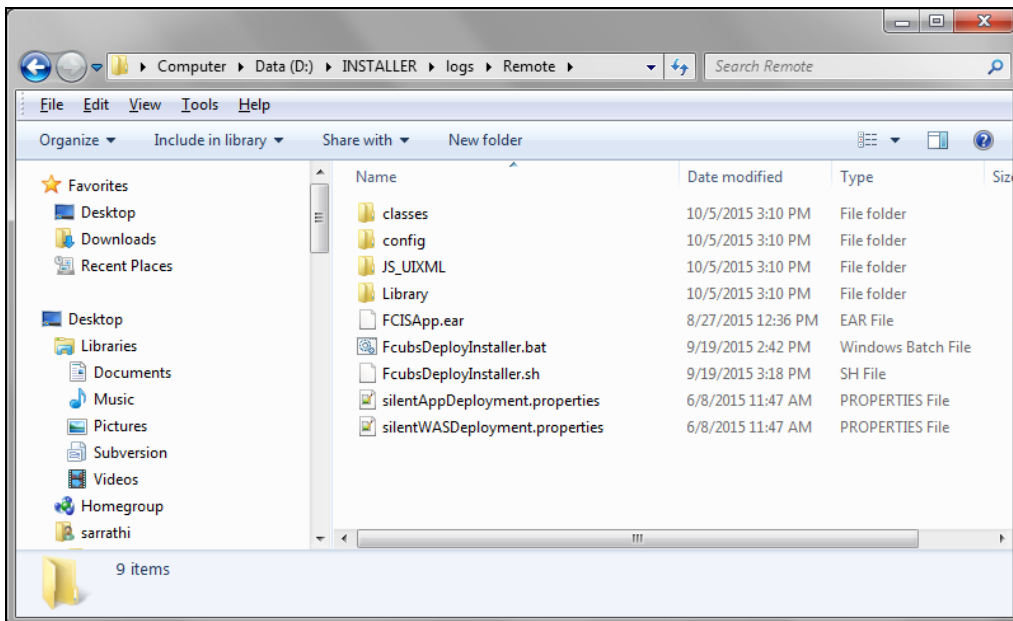 Computer Data (D:) INSTALLER logs Remote Search Remote
File Edit View Tools Help
Organize Include in library Share with New folder
Favorites
Desktop
Downloads
Recent Places
Desktop
Libraries
Documents
Music
Pictures
Subversion
Videos
Homegroup
sarrathi
Name Date modified Type Siz
classes 10/5/2015 3:10 PM File folder
config 10/5/2015 3:10 PM File folder
JS_UIXML 10/5/2015 3:10 PM File folder
Library 10/5/2015 3:10 PM File folder
FCISApp.ear 8/27/2015 12:36 PM EAR File
FcubsDeployInstaller.bat 9/19/2015 2:42 PM Windows Batch File
FcubsDeployInstaller.sh 9/19/2015 3:18 PM SH File
silentAppDeployment.properties 6/8/2015 11:47 AM PROPERTIES File
silentWASDeployment.properties 6/8/2015 11:47 AM PROPERTIES File
9 items